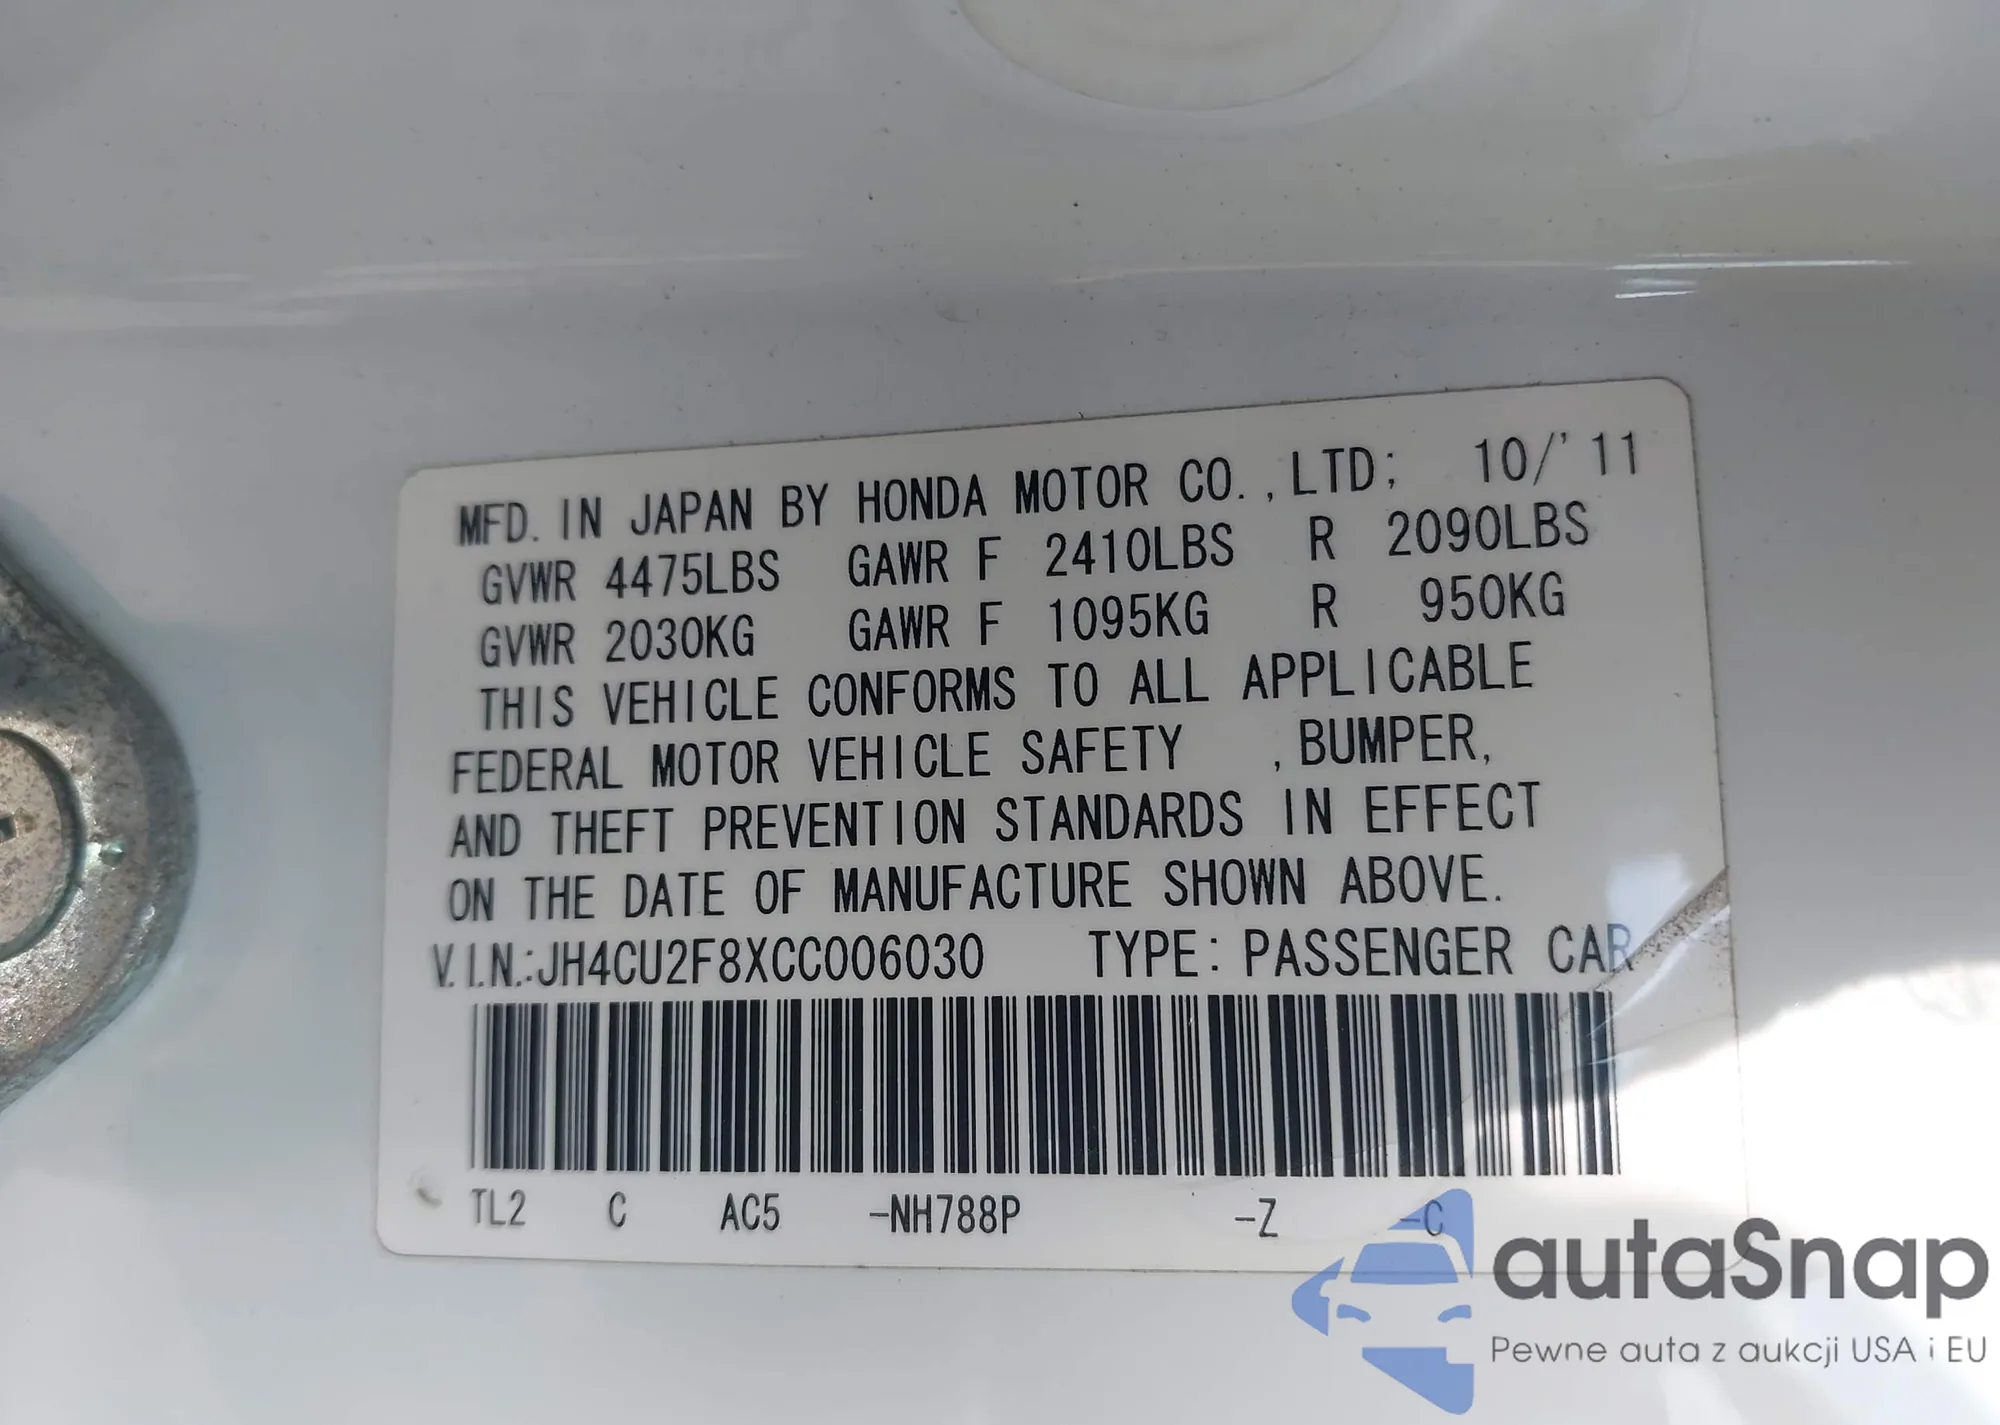 MFD. IN JAPAN BY HONDA MOTOR CO.,LTD; 10/'11
GVWR 4475LBS GAWR F 2410LBS R 2090LBS
GVWR 2030KG GAWR F 1095KG R 950KG
THIS VEHICLE CONFORMS TO ALL APPLICABLE
FEDERAL MOTOR VEHICLE SAFETY ,BUMPER,
AND THEFT PREVENTION STANDARDS IN EFFECT
ON THE DATE OF MANUFACTURE SHOWN ABOVE.
V.I.N.:JH4CU2F8XCC006030 TYPE: PASSENGER CAR
TL2 C AC5 -NH788P -Z -C
autaSnap
Pewne auta z aukcji USA i EU